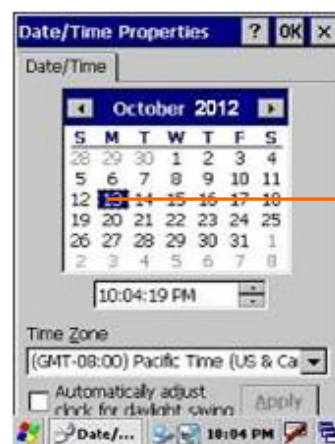 Date/Time Properties ? OK ×
Date/Time
October 2012
S M T W T F S
28 29 30 1 2 3 4
5 6 7 8 9 10 11
12 13 14 15 16 17 18
19 20 21 22 23 24 25
26 27 28 29 30 31 1
2 3 4 5 6 7 8
10:04:19 PM
Time Zone
(GMT-08:00) Pacific Time (US & Ca
Automatically adjust
clock for daylight saving
Apply
Date/... 10:04 PM